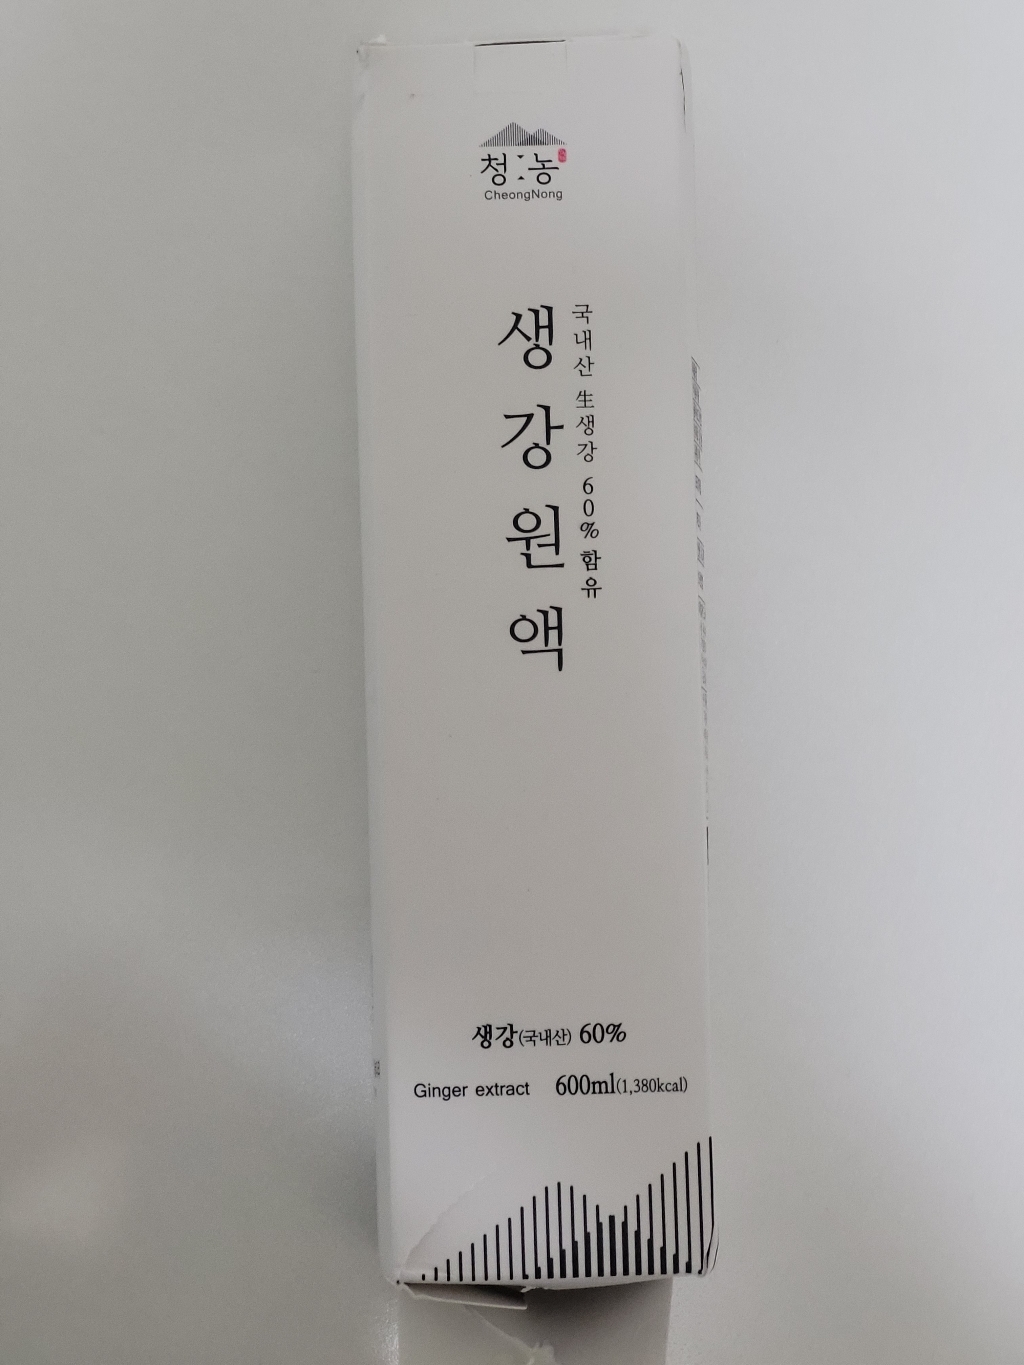 청농
CheongNong
생강원액
국내산 生생강 60% 함유
생강(국내산) 60%
Ginger extract 600ml(1,380kcal)